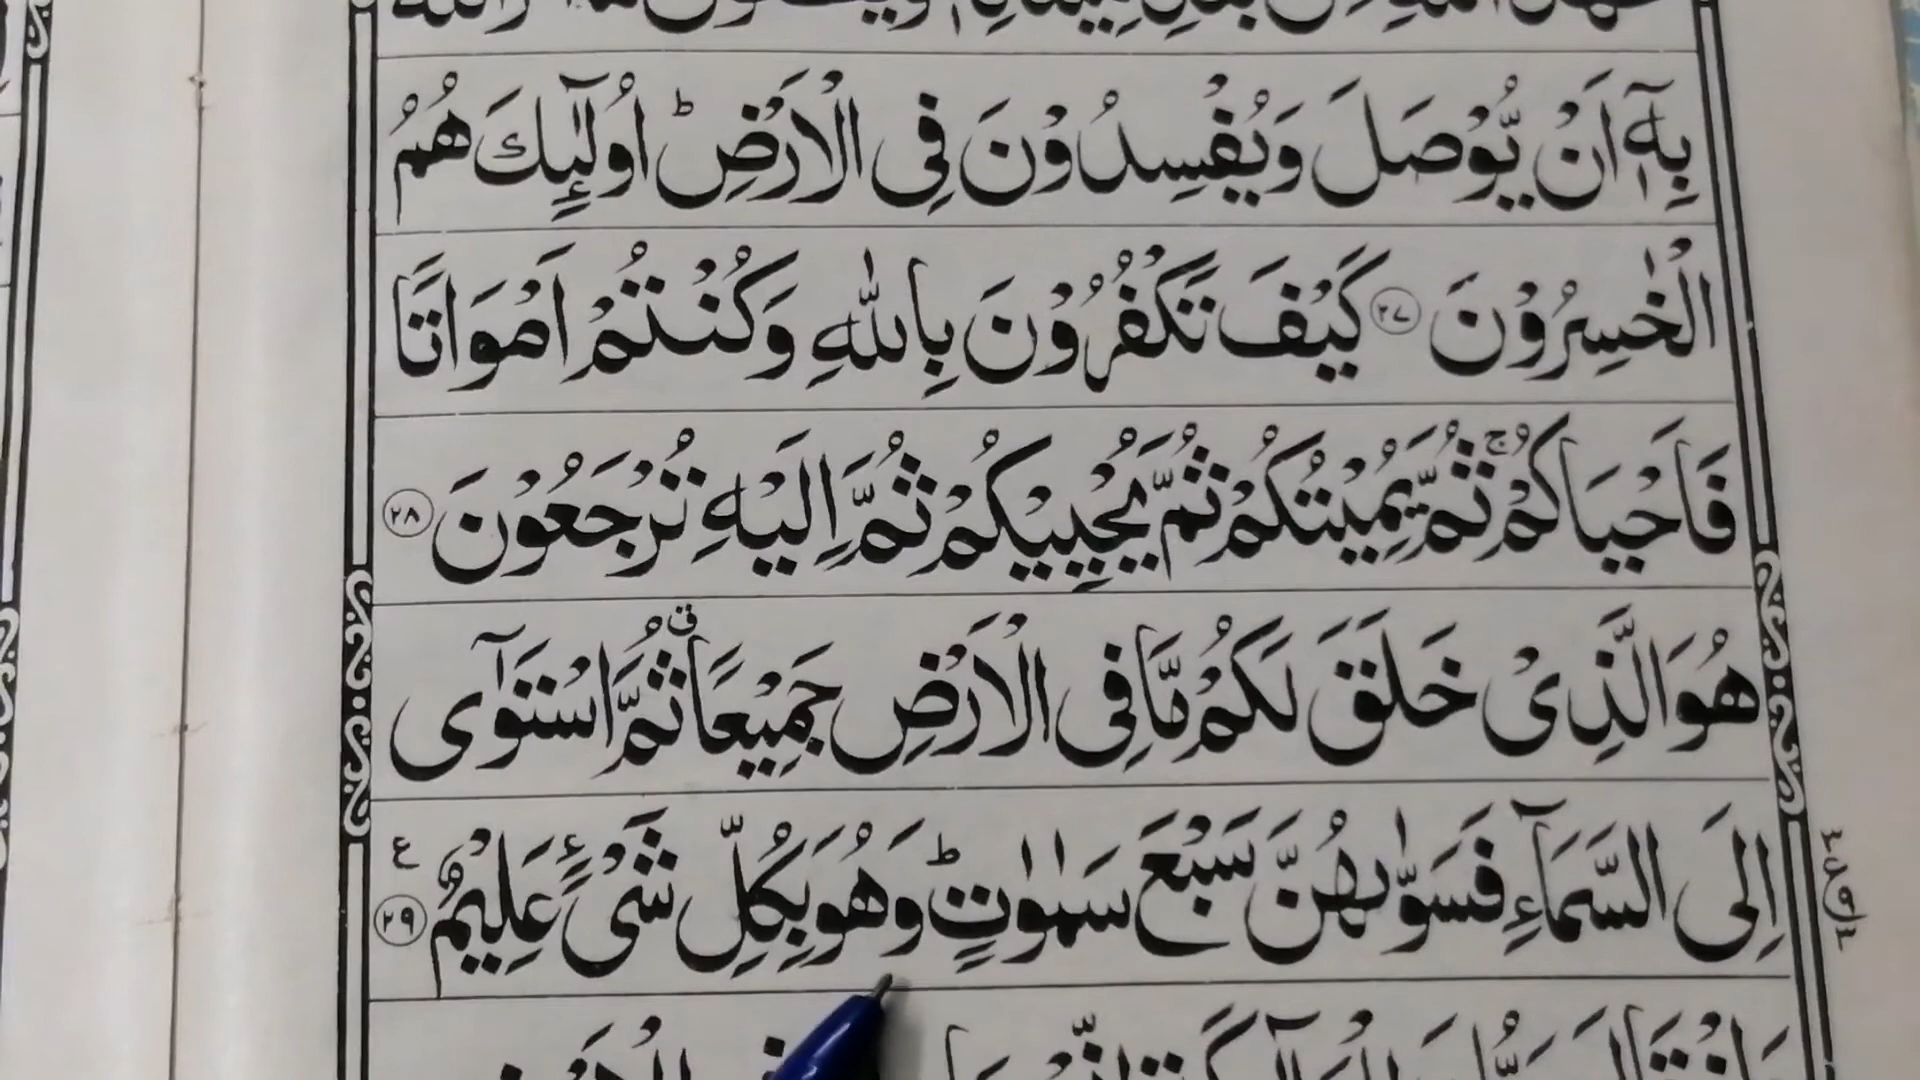 بِهٖۤ اَنْ يُّوْصَلَ وَيُفْسِدُوْنَ فِى الْاَرْضِ ؕ اُولٰٓئِكَ هُمُ
الْخٰسِرُوْنَ ۲۷ كَيْفَ تَكْفُرُوْنَ بِاللّٰهِ وَكُنْتُمْ اَمْوَاتًا
فَاَحْيَاكُمْ ۚ ثُمَّ يُمِيْتُكُمْ ثُمَّ يُحْيِيْكُمْ ثُمَّ اِلَيْهِ تُرْجَعُوْنَ ۲۸
هُوَ الَّذِىْ خَلَقَ لَكُمْ مَّا فِى الْاَرْضِ جَمِيْعًا ق ثُمَّ اسْتَوٰٓى
اِلَى السَّمَآءِ فَسَوّٰىهُنَّ سَبْعَ سَمٰوٰتٍ ؕ وَهُوَ بِكُلِّ شَىْءٍ عَلِيْمٌ ۲۹ ع